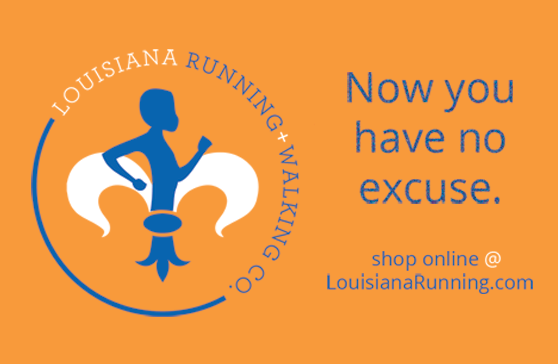 LOUISIANA RUNNING + WALKING CO.
Now you
have no
excuse.
shop online @
LouisianaRunning.com